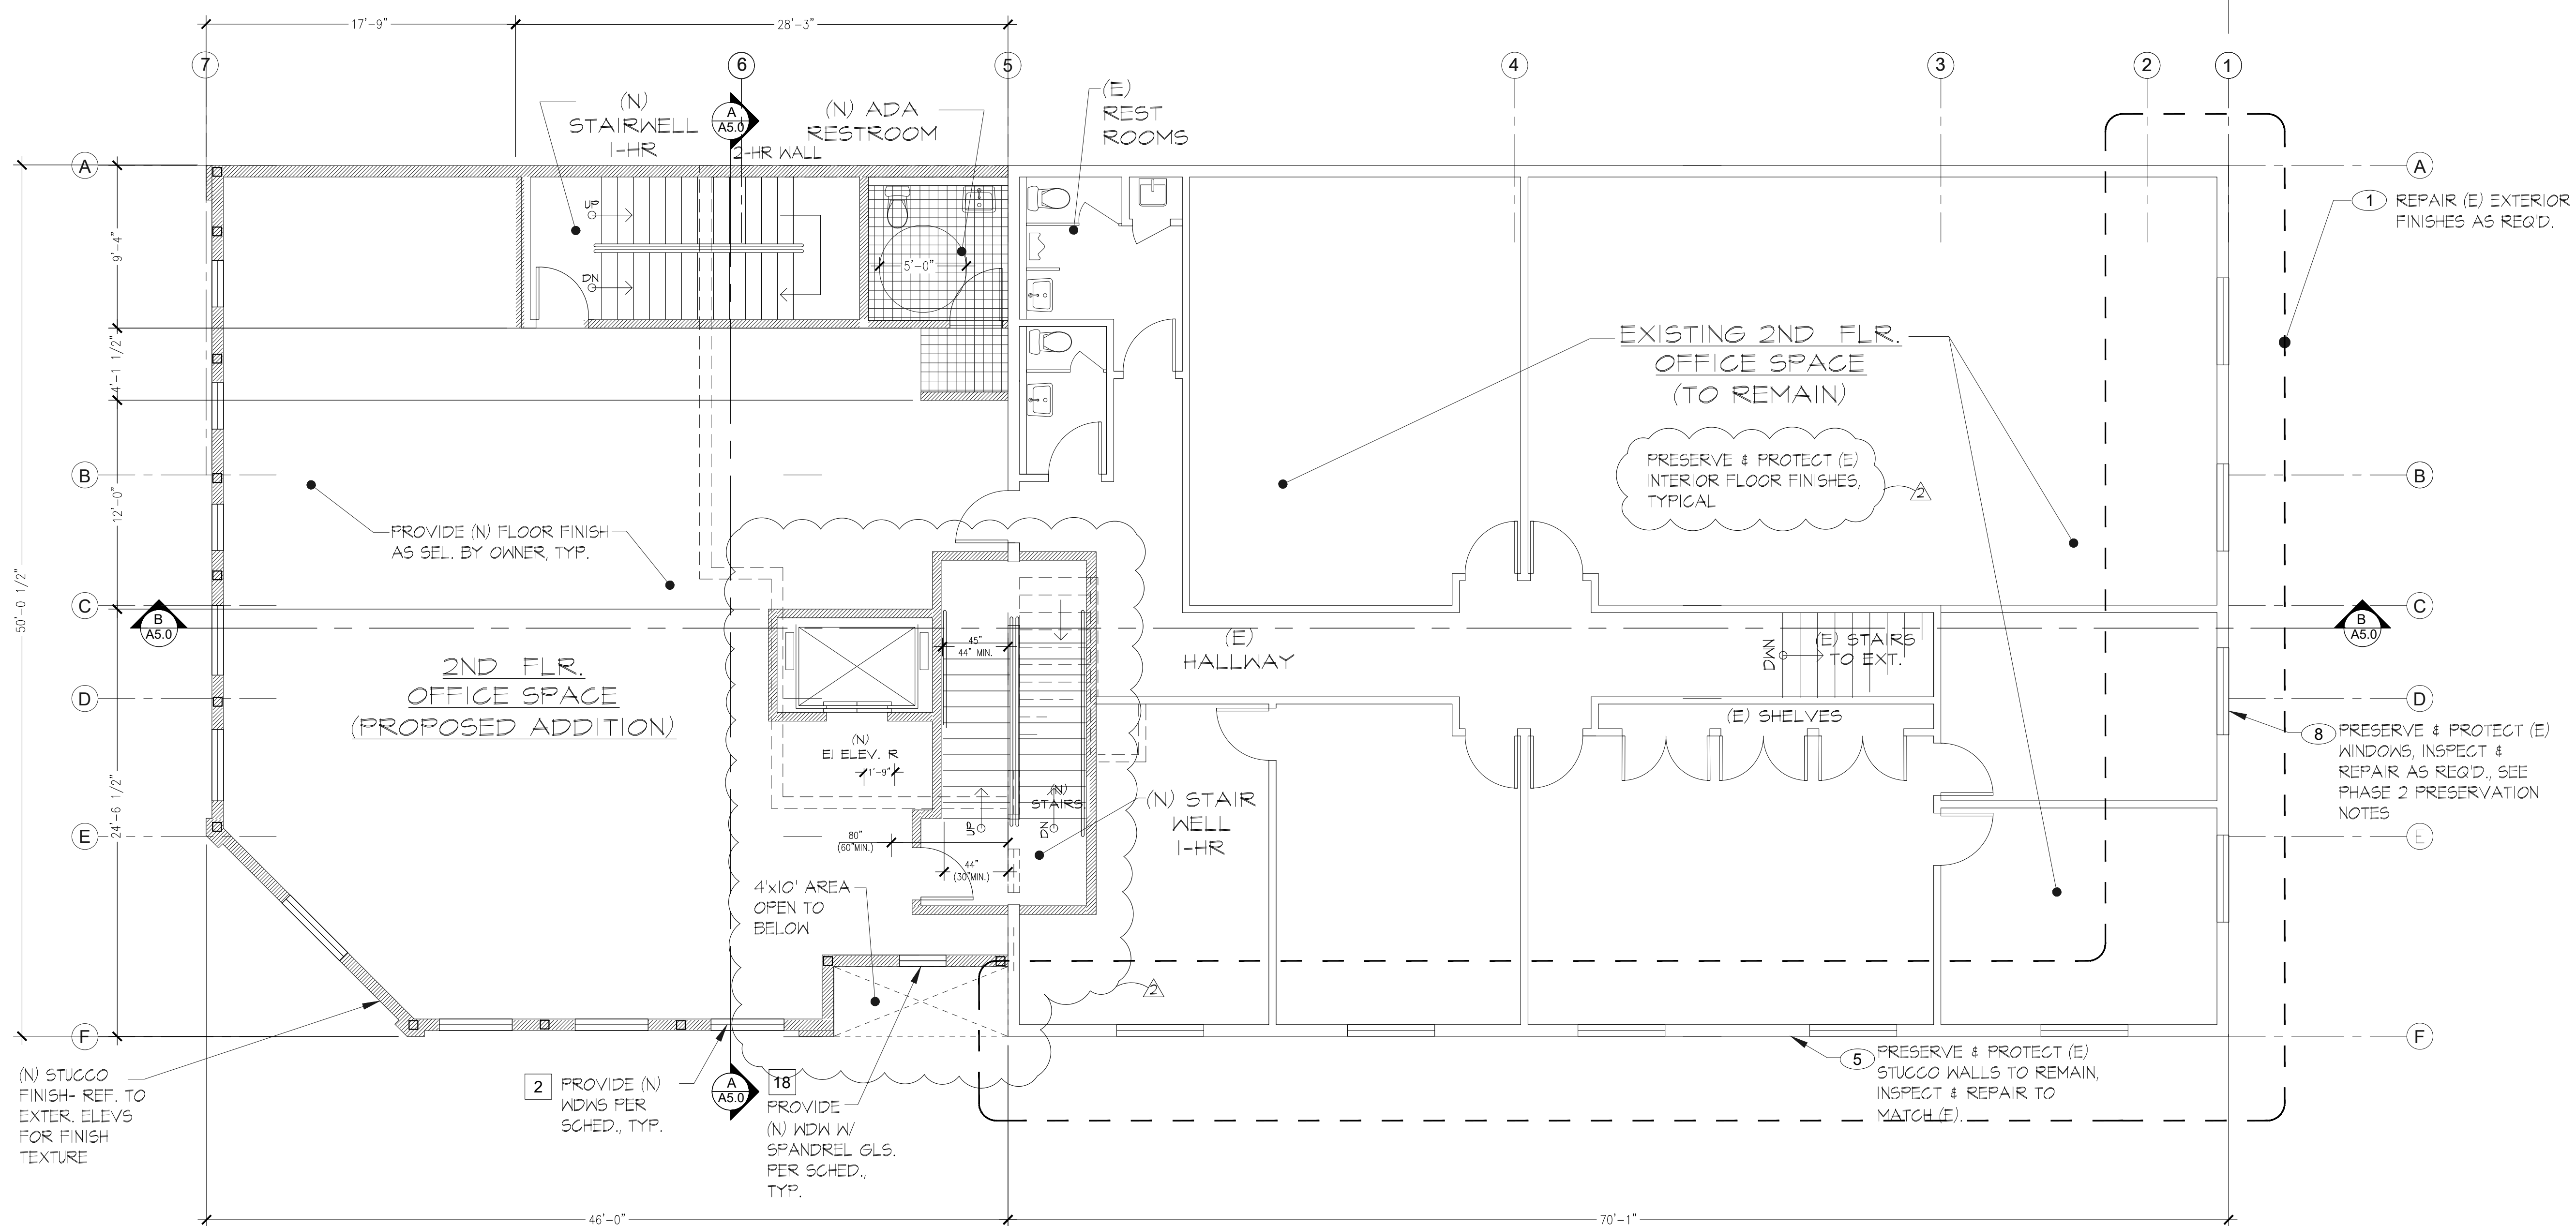 17'-9"
28'-3"
7
6
5
4
3
2
1
(N)
STAIRWELL
1-HR
A
A5.0
(N) ADA
RESTROOM
2-HR WALL
(E)
REST
ROOMS
A
A
1 REPAIR (E) EXTERIOR
FINISHES AS REQ'D.
UP
DN
5'-0"
9'-4"
4'-1 1/2"
12'-0"
24'-6 1/2"
50'-0 1/2"
EXISTING 2ND FLR.
OFFICE SPACE
(TO REMAIN)
PRESERVE & PROTECT (E)
INTERIOR FLOOR FINISHES,
TYPICAL
2
B
B
PROVIDE (N) FLOOR FINISH
AS SEL. BY OWNER, TYP.
C
C
B
A5.0
B
A5.0
2ND FLR.
OFFICE SPACE
(PROPOSED ADDITION)
45"
44" MIN.
(E)
HALLWAY
DWN
(E) STAIRS
TO EXT.
D
D
(E) SHELVES
(N)
E1 ELEV. R
1'-9"
8 PRESERVE & PROTECT (E)
WINDOWS, INSPECT &
REPAIR AS REQ'D., SEE
PHASE 2 PRESERVATION
NOTES
(N)
STAIRS
UP
DN
(N) STAIR
WELL
1-HR
E
E
80"
(60"MIN.)
44"
(30"MIN.)
4'x10' AREA
OPEN TO
BELOW
2
F
F
(N) STUCCO
FINISH- REF. TO
EXTER. ELEVS
FOR FINISH
TEXTURE
2 PROVIDE (N)
WDWS PER
SCHED., TYP.
A
A5.0
18
PROVIDE
(N) WDW W/
SPANDREL GLS.
PER SCHED.,
TYP.
5 PRESERVE & PROTECT (E)
STUCCO WALLS TO REMAIN,
INSPECT & REPAIR TO
MATCH (E).
46'-0"
70'-1"